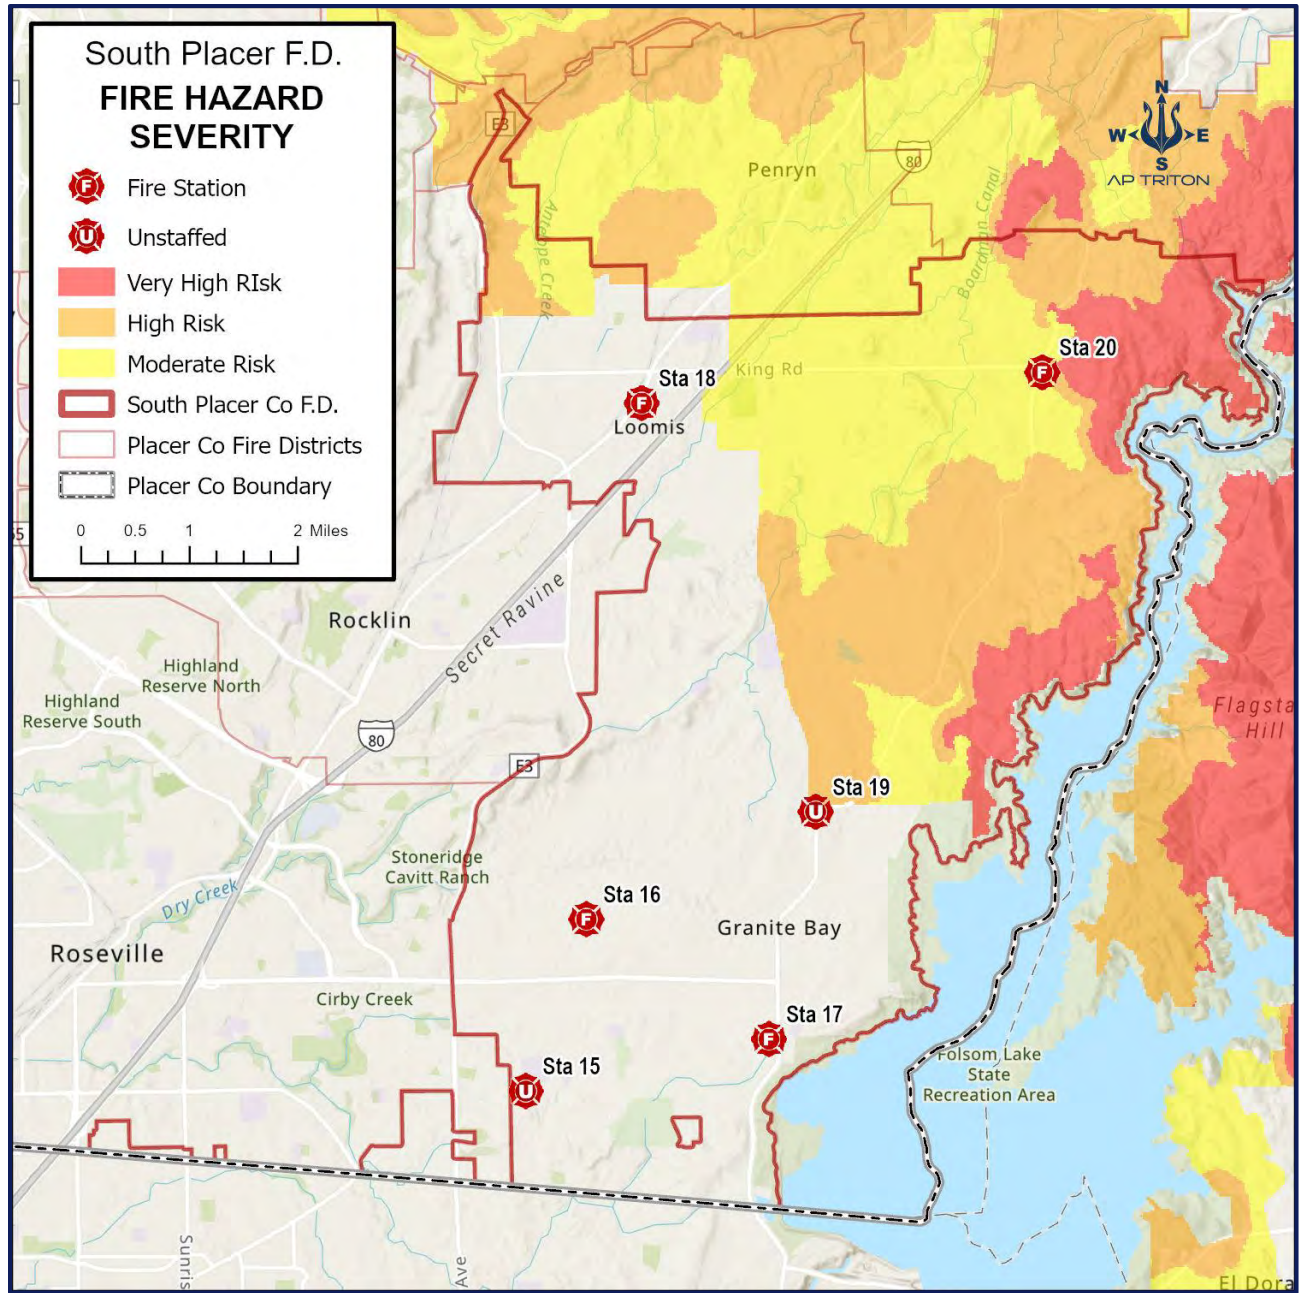 South Placer F.D.
FIRE HAZARD
SEVERITY
F
Fire Station
U
Unstaffed
Very High RIsk
High Risk
Moderate Risk
South Placer Co F.D.
Placer Co Fire Districts
Placer Co Boundary
0 0.5 1 2 Miles
N
W E
S
AP TRITON
E3
80
Penryn
Antelope Creek
Boardman Canal
King Rd
Sta 20
F
Sta 18
F
Loomis
65
Secret Ravine
Rocklin
Highland
Reserve North
Highland
Reserve South
80
E3
Flagsta
Hill
Sta 19
U
Stoneridge
Cavitt Ranch
Dry Creek
Sta 16
F
Granite Bay
Roseville
Cirby Creek
Sta 17
F
Sta 15
U
Folsom Lake
State
Recreation Area
Sunris
Ave
El Dora